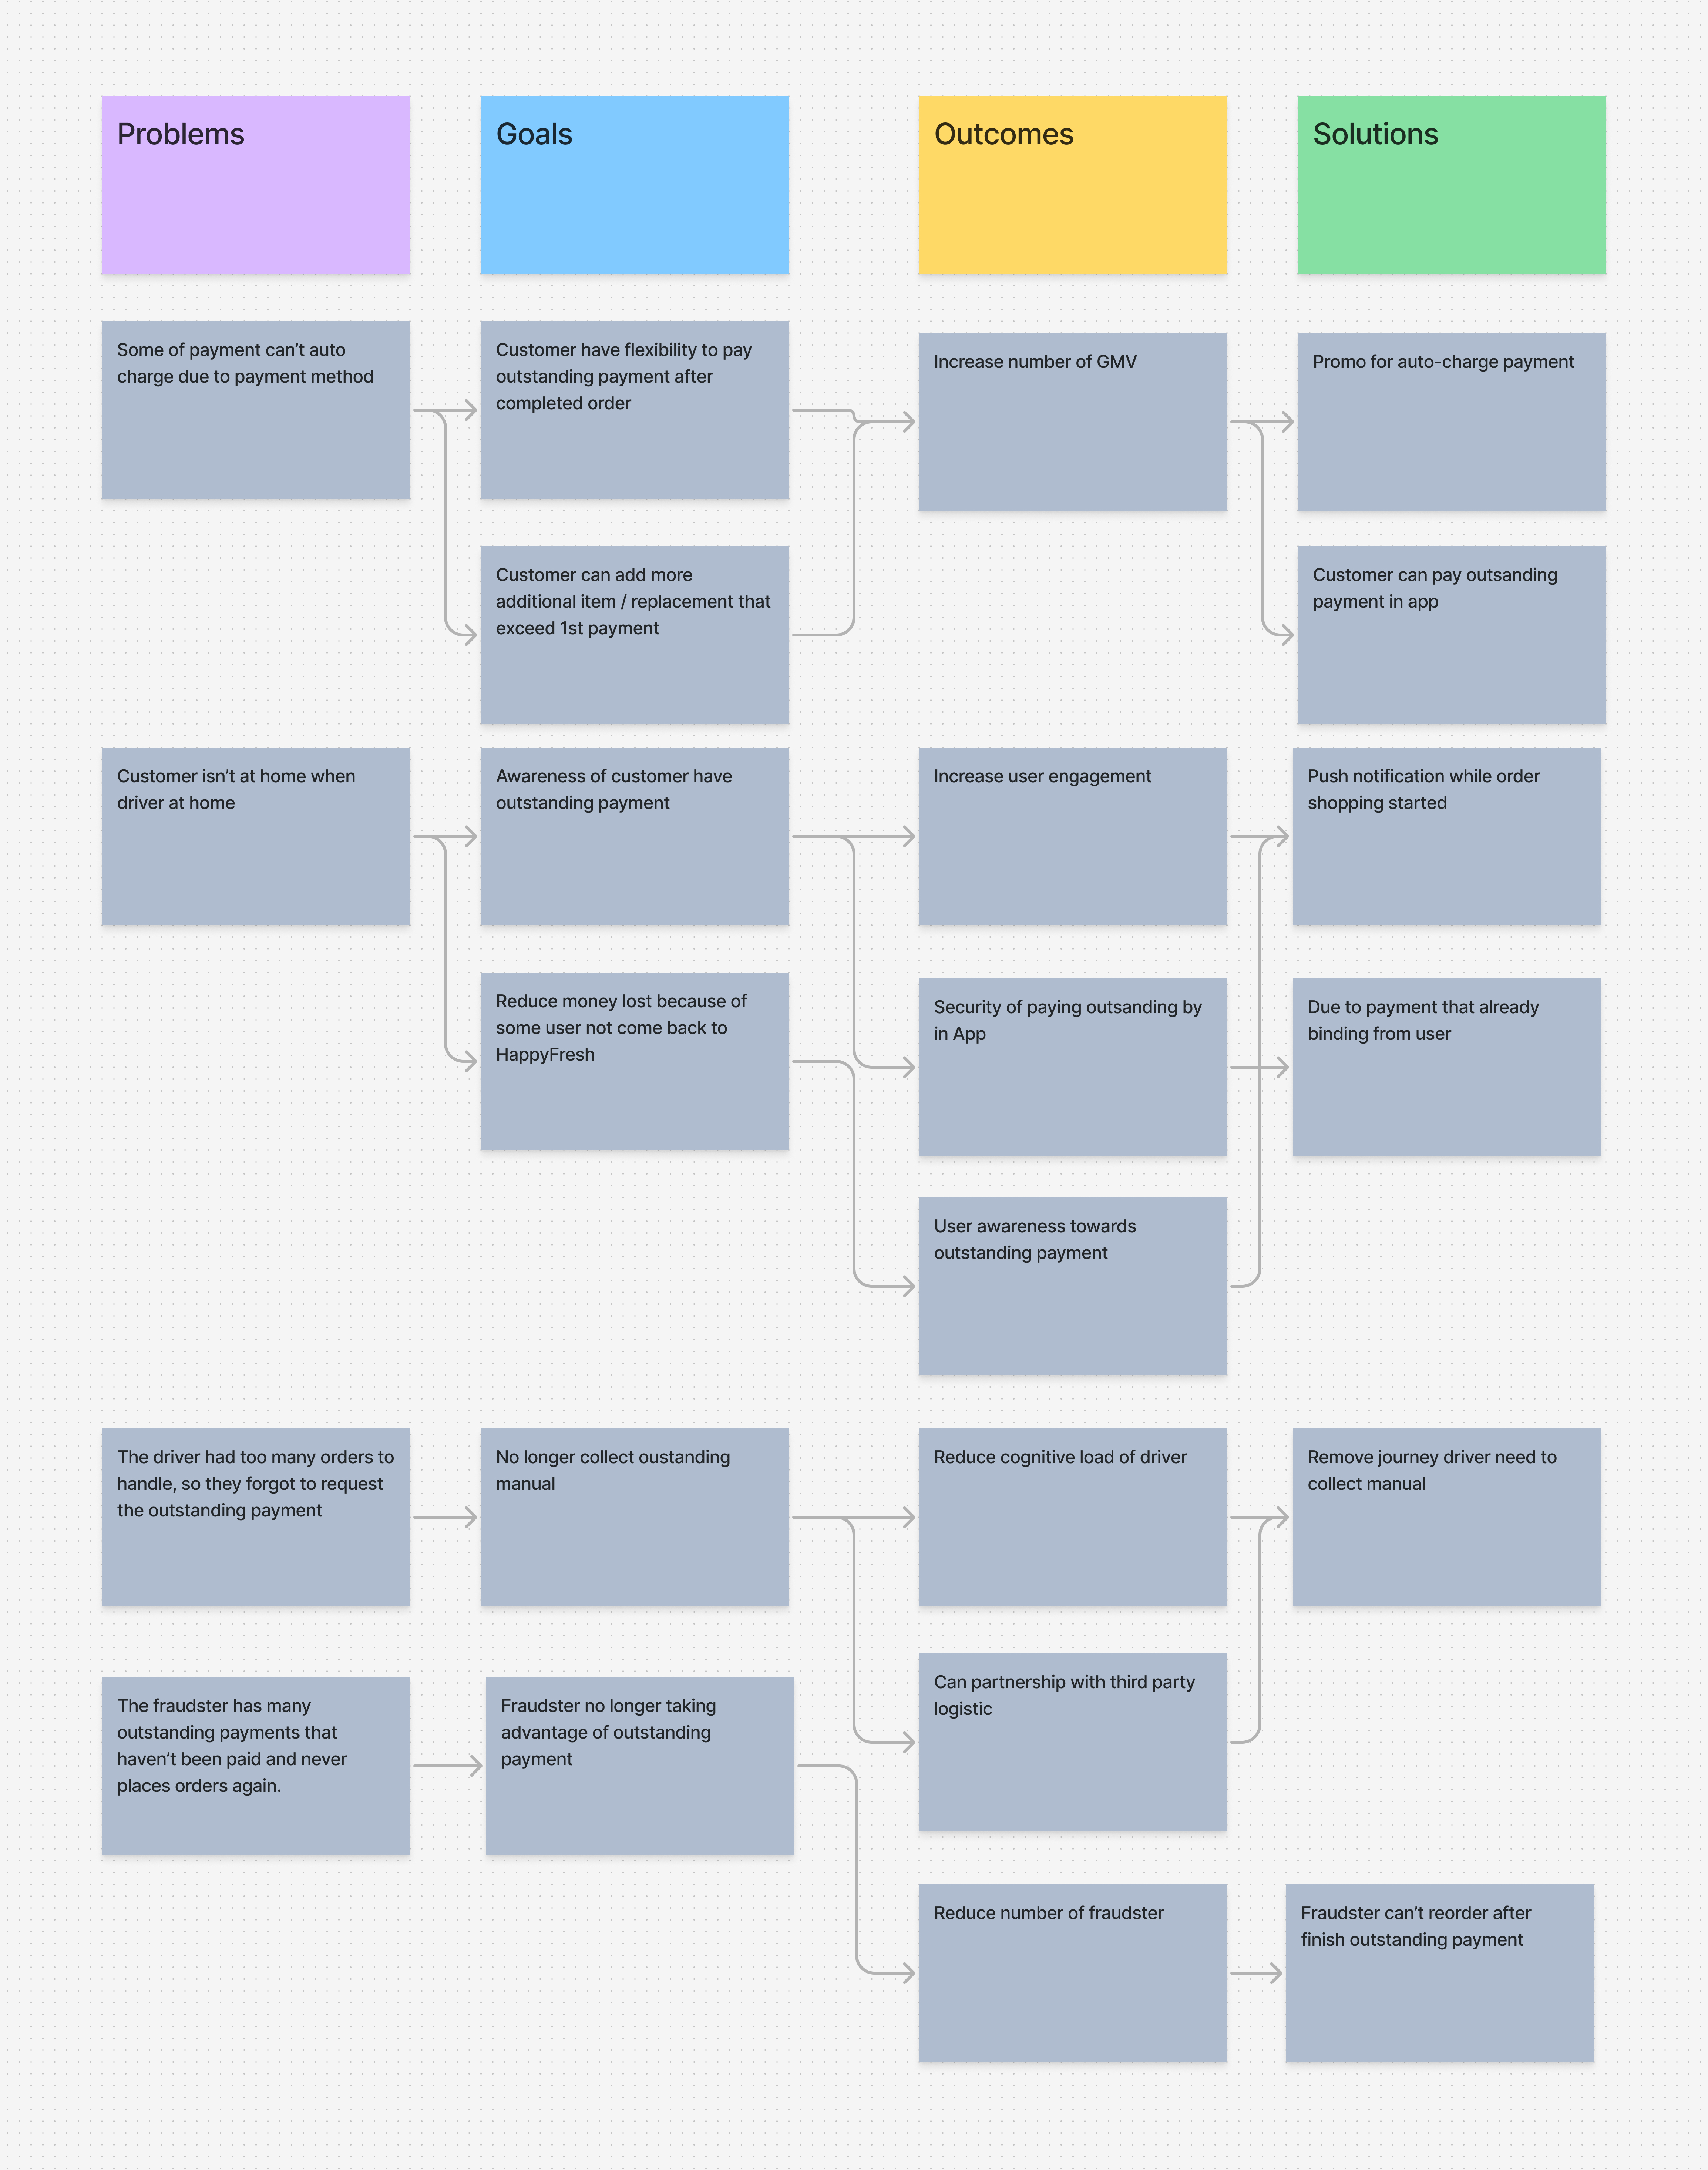 Problems
Goals
Outcomes
Solutions
Some of payment can’t auto
charge due to payment method
Customer have flexibility to pay
outstanding payment after
completed order
Increase number of GMV
Promo for auto-charge payment
Customer can add more
additional item / replacement that
exceed 1st payment
Customer can pay outsanding
payment in app
Customer isn’t at home when
driver at home
Awareness of customer have
outstanding payment
Increase user engagement
Push notification while order
shopping started
Reduce money lost because of
some user not come back to
HappyFresh
Security of paying outsanding by
in App
Due to payment that already
binding from user
User awareness towards
outstanding payment
The driver had too many orders to
handle, so they forgot to request
the outstanding payment
No longer collect oustanding
manual
Reduce cognitive load of driver
Remove journey driver need to
collect manual
The fraudster has many
outstanding payments that
haven’t been paid and never
places orders again.
Fraudster no longer taking
advantage of outstanding
payment
Can partnership with third party
logistic
Reduce number of fraudster
Fraudster can’t reorder after
finish outstanding payment